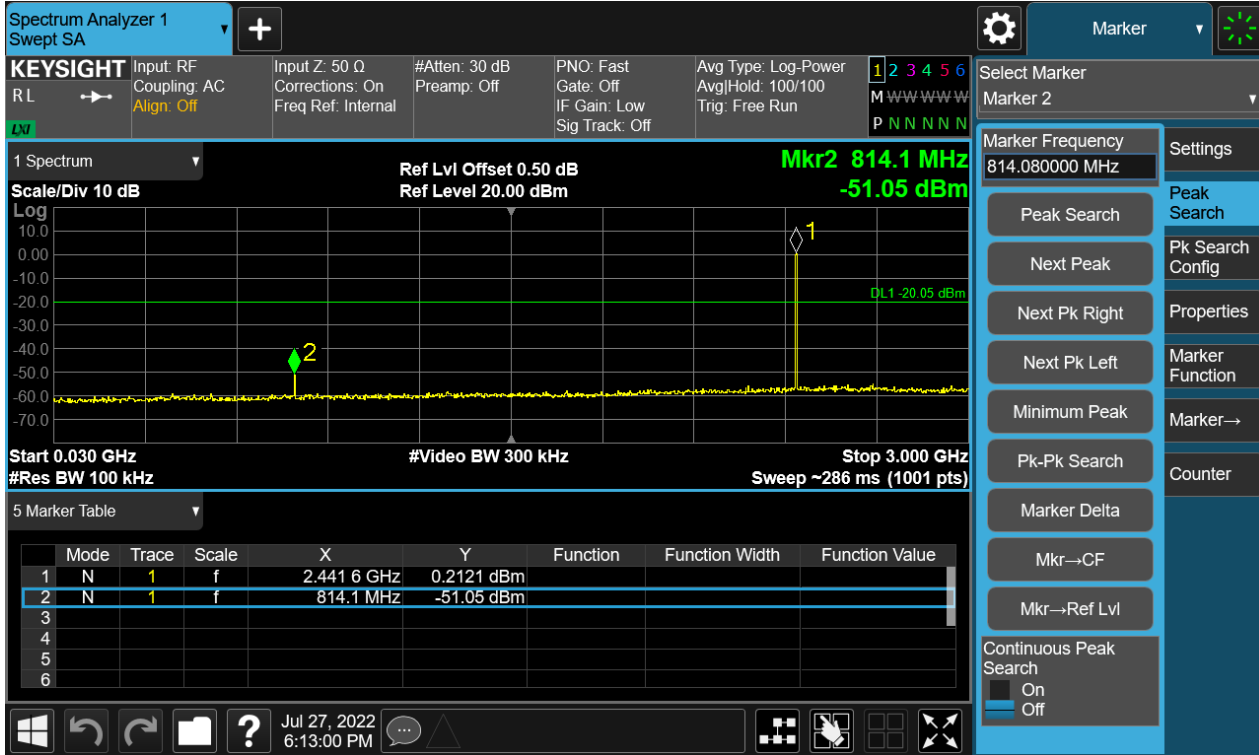 Spectrum Analyzer 1
Swept SA
Marker
KEYSIGHT
R L
LXI
Input: RF
Coupling: AC
Align: Off
Input Z: 50 Ω
Corrections: On
Freq Ref: Internal
#Atten: 30 dB
Preamp: Off
PNO: Fast
Gate: Off
IF Gain: Low
Sig Track: Off
Avg Type: Log-Power
Avg|Hold: 100/100
Trig: Free Run
1 2 3 4 5 6
M W W W W W
P N N N N N
Select Marker
Marker 2
1 Spectrum
Scale/Div 10 dB
Ref Lvl Offset 0.50 dB
Ref Level 20.00 dBm
Mkr2 814.1 MHz
-51.05 dBm
Log
10.0
0.00
-10.0
-20.0
-30.0
-40.0
-50.0
-60.0
-70.0
1
2
DL1 -20.05 dBm
Start 0.030 GHz
#Video BW 300 kHz
Stop 3.000 GHz
#Res BW 100 kHz
Sweep ~286 ms (1001 pts)
5 Marker Table
Mode Trace Scale X Y Function Function Width Function Value
1 N 1 f 2.441 6 GHz 0.2121 dBm
2 N 1 f 814.1 MHz -51.05 dBm
3
4
5
6
Marker Frequency
814.080000 MHz
Peak Search
Next Peak
Next Pk Right
Next Pk Left
Minimum Peak
Pk-Pk Search
Marker Delta
Mkr→CF
Mkr→Ref Lvl
Continuous Peak
Search
On
Off
Settings
Peak
Search
Pk Search
Config
Properties
Marker
Function
Marker→
Counter
?
Jul 27, 2022
6:13:00 PM